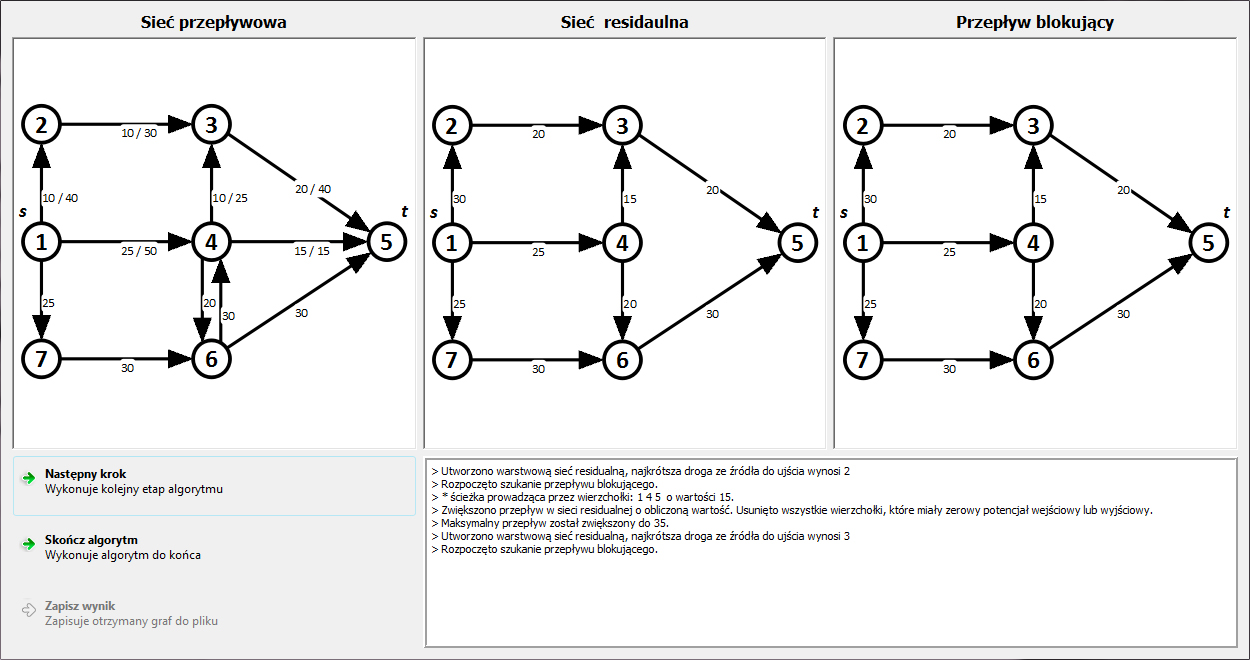 Sieć przepływowa
Sieć residaulna
Przepływ blokujący
2
10 / 30
3
10 / 40
10 / 25
20 / 40
s
t
1
25 / 50
4
15 / 15
5
25
20
30
30
7
30
6
2
20
3
30
15
20
s
t
1
25
4
5
25
20
30
7
30
6
2
20
3
30
15
20
s
t
1
25
4
5
25
20
30
7
30
6
Następny krok
Wykonuje kolejny etap algorytmu
Skończ algorytm
Wykonuje algorytm do końca
Zapisz wynik
Zapisuje otrzymany graf do pliku
> Utworzono warstwową sieć residualną, najkrótsza droga ze źródła do ujścia wynosi 2
> Rozpoczęto szukanie przepływu blokującego.
> * ścieżka prowadząca przez wierzchołki: 1 4 5 o wartości 15.
> Zwiększono przepływ w sieci residualnej o obliczoną wartość. Usunięto wszystkie wierzchołki, które miały zerowy potencjał wejściowy lub wyjściowy.
> Maksymalny przepływ został zwiększony do 35.
> Utworzono warstwową sieć residualną, najkrótsza droga ze źródła do ujścia wynosi 3
> Rozpoczęto szukanie przepływu blokującego.